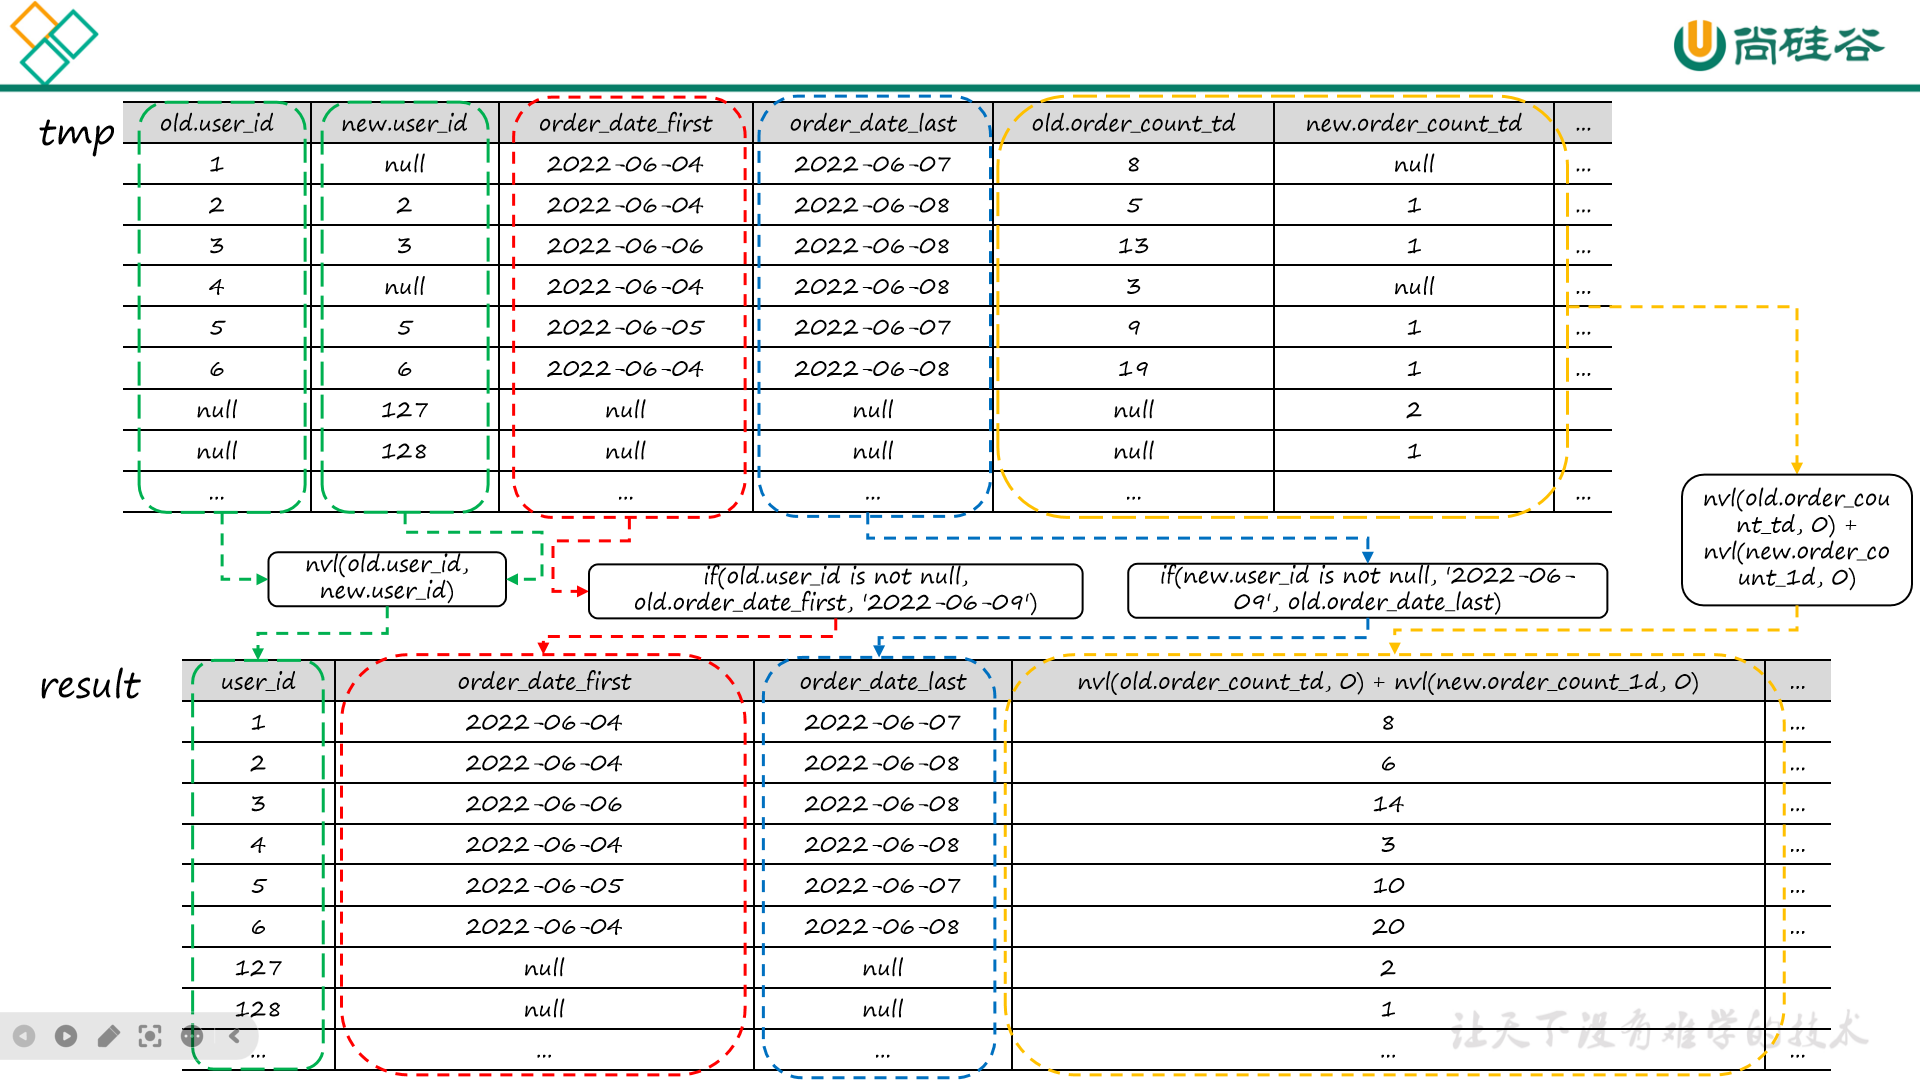 尚硅谷
tmp
old.user_id new.user_id order_date_first order_date_last old.order_count_td new.order_count_td ...
1 null 2022-06-04 2022-06-07 8 null ...
2 2 2022-06-04 2022-06-08 5 1 ...
3 3 2022-06-06 2022-06-08 13 1 ...
4 null 2022-06-04 2022-06-08 3 null ...
5 5 2022-06-05 2022-06-07 9 1 ...
6 6 2022-06-04 2022-06-08 19 1 ...
null 127 null null null 2
null 128 null null null 1
... ... ... ... ...
nvl(old.order_cou
nt_td, 0) +
nvl(new.order_co
unt_1d, 0)
nvl(old.user_id,
new.user_id)
if(old.user_id is not null,
old.order_date_first, '2022-06-09')
if(new.user_id is not null, '2022-06-
09', old.order_date_last)
result
user_id order_date_first order_date_last nvl(old.order_count_td, 0) + nvl(new.order_count_1d, 0) ...
1 2022-06-04 2022-06-07 8 ...
2 2022-06-04 2022-06-08 6 ...
3 2022-06-06 2022-06-08 14 ...
4 2022-06-04 2022-06-08 3 ...
5 2022-06-05 2022-06-07 10 ...
6 2022-06-04 2022-06-08 20 ...
127 null null 2
128 null null 1
... ... ... ... ...
让天下没有难学的技术